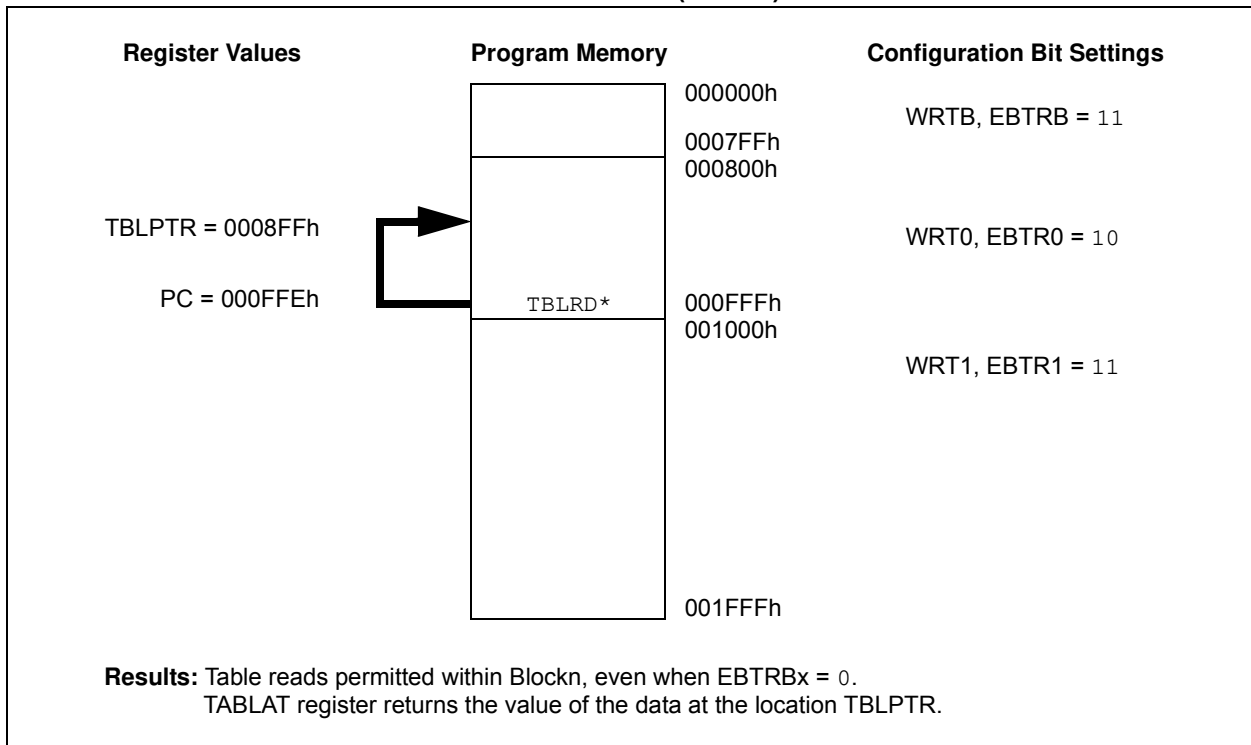 Register Values Program Memory Configuration Bit Settings
000000h
WRTB, EBTRB = 11
0007FFh
000800h
TBLPTR = 0008FFh
WRT0, EBTR0 = 10
PC = 000FFEh
TBLRD*
000FFFh
001000h
WRT1, EBTR1 = 11
001FFFh
Results: Table reads permitted within Blockn, even when EBTRBx = 0.
TABLAT register returns the value of the data at the location TBLPTR.